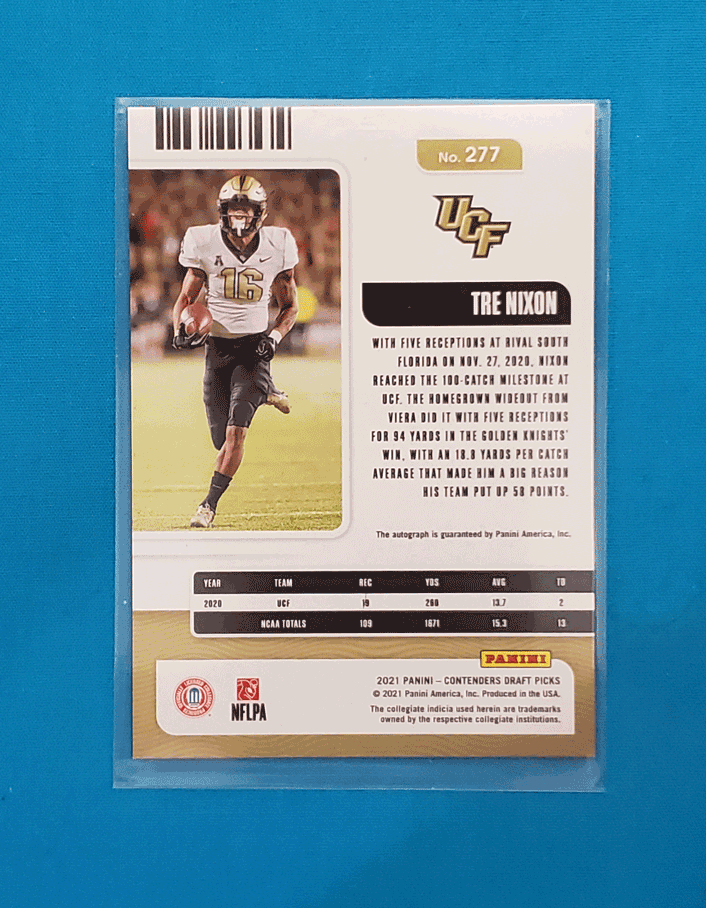 No. 277
UCF
16
TRE NIXON
WITH FIVE RECEPTIONS AT RIVAL SOUTH
FLORIDA ON NOV. 27, 2020, NIXON
REACHED THE 100-CATCH MILESTONE AT
UCF. THE HOMEGROWN WIDEOUT FROM
VIERA DID IT WITH FIVE RECEPTIONS
FOR 94 YARDS IN THE GOLDEN KNIGHTS'
WIN, WITH AN 18.8 YARDS PER CATCH
AVERAGE THAT MADE HIM A BIG REASON
HIS TEAM PUT UP 58 POINTS.
The autograph is guaranteed by Panini America, Inc.
YEAR TEAM REC YDS AVG TD
2020 UCF 19 260 13.7 2
NCAA TOTALS 109 1671 15.3 13
PANINI
2021 PANINI – CONTENDERS DRAFT PICKS
© 2021 Panini America, Inc. Produced in the USA.
The collegiate indicia used herein are trademarks
owned by the respective collegiate institutions.
OFFICIALLY LICENSED COLLEGIATE PRODUCTS
NFLPA